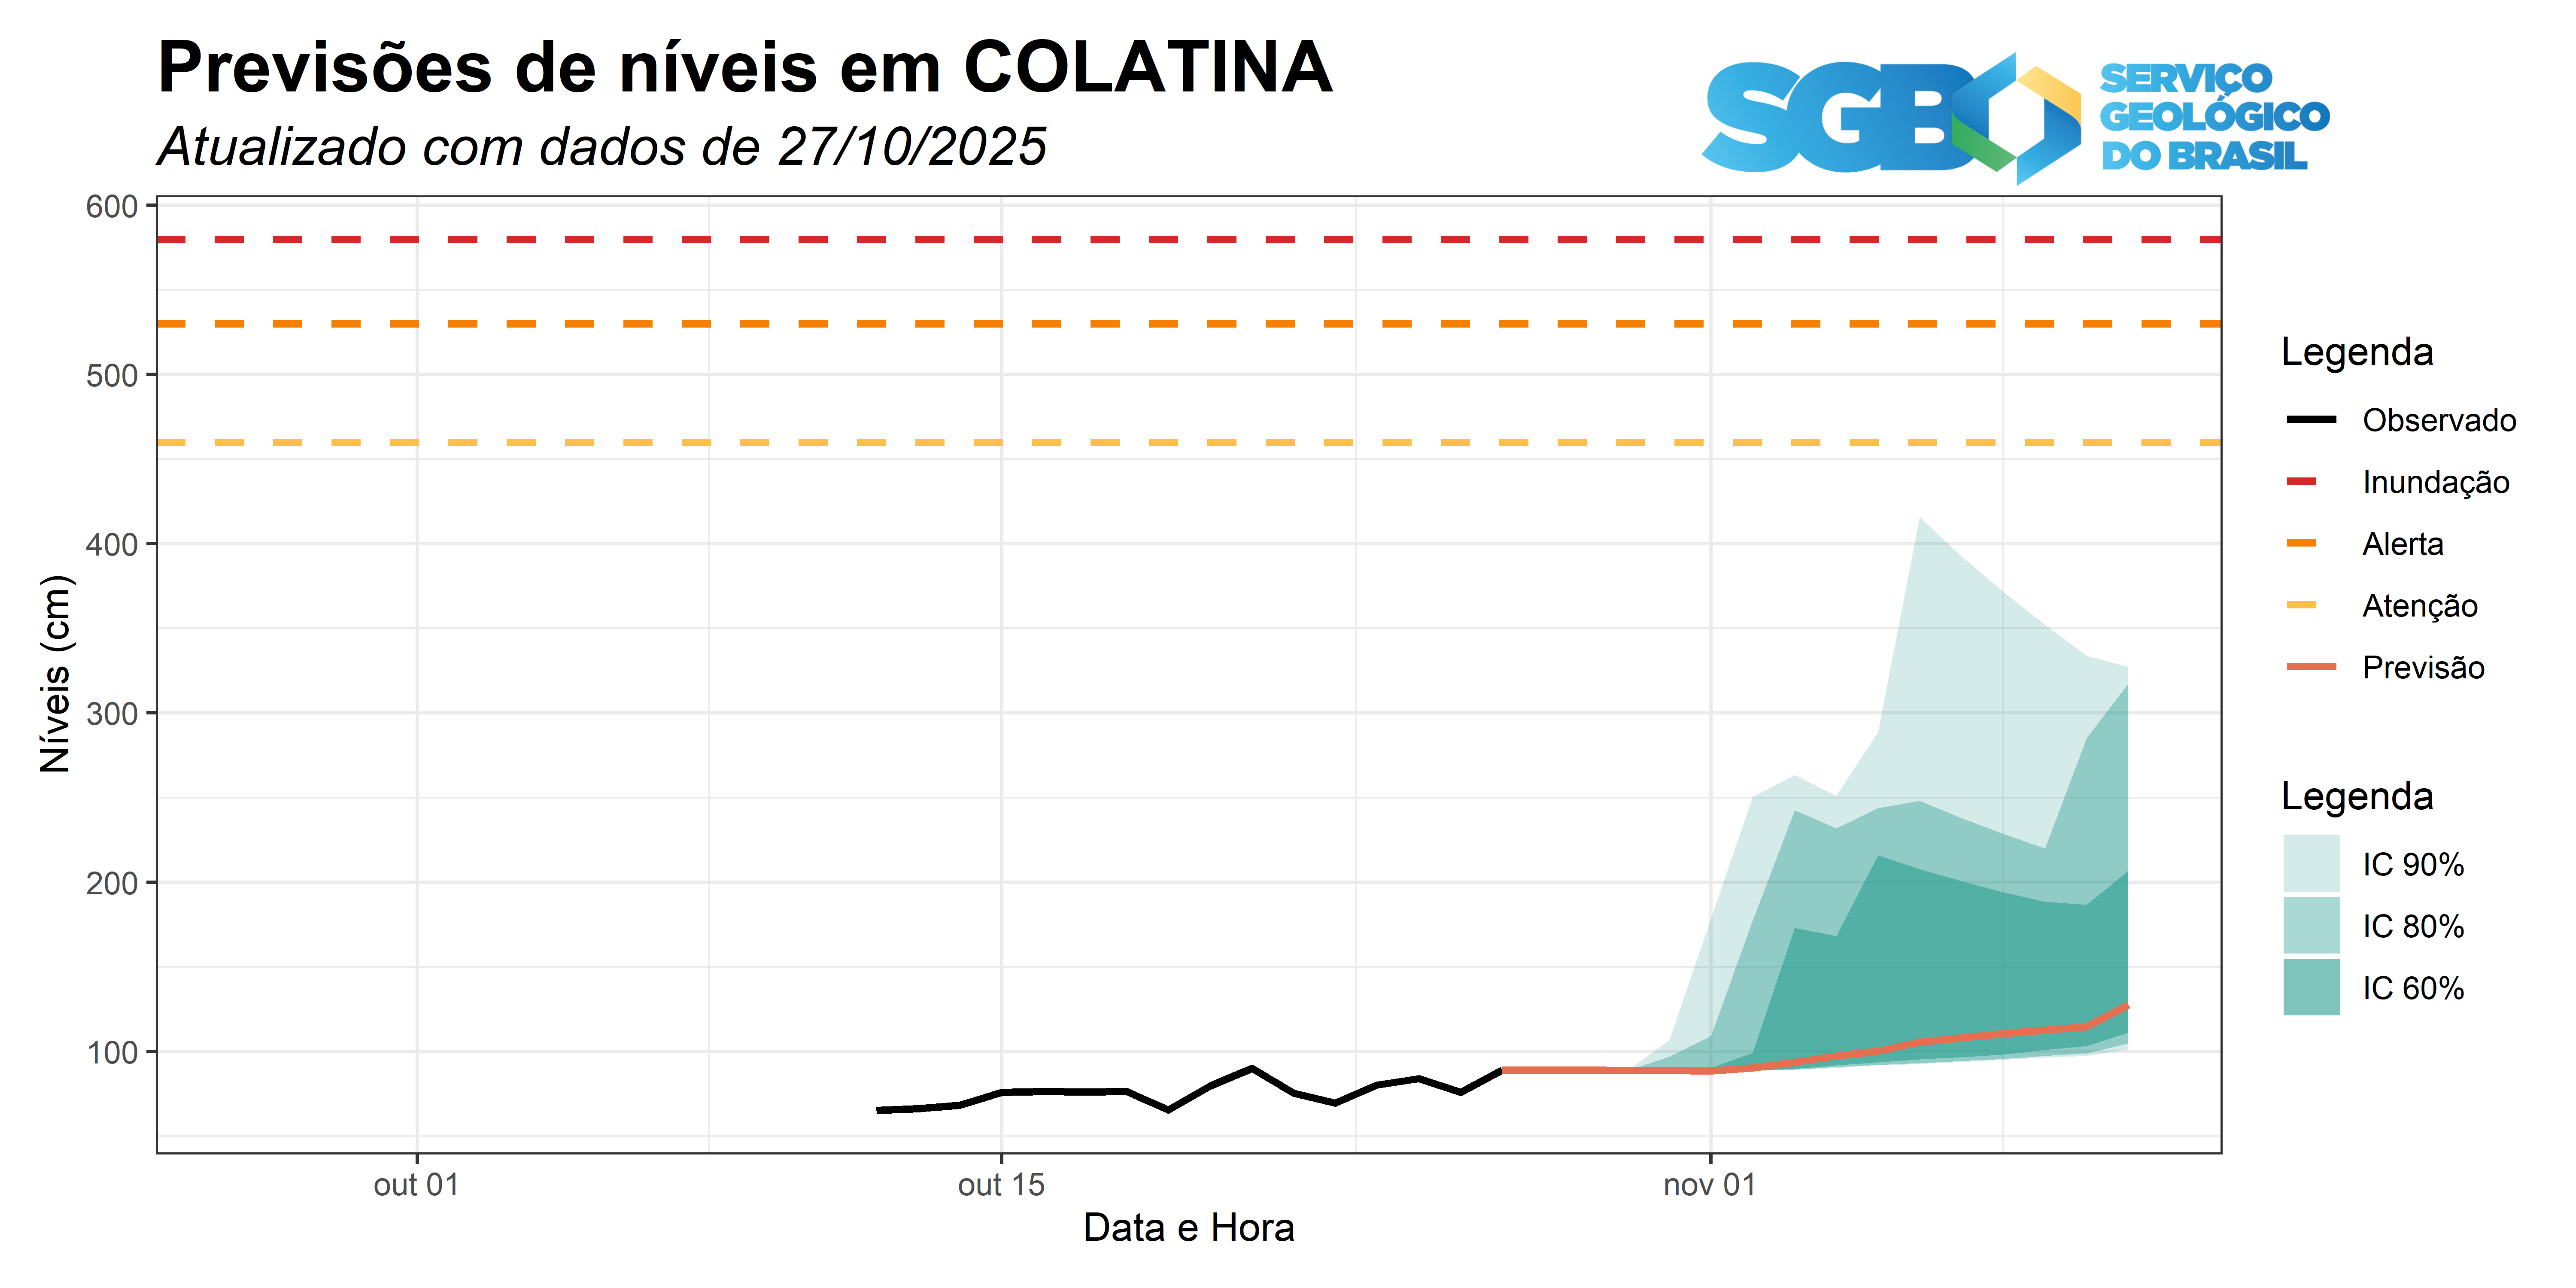 Previsões de níveis em COLATINA
Atualizado com dados de 27/10/2025
SGB
SERVIÇO
GEOLÓGICO
DO BRASIL
600
500
400
300
200
100
Níveis (cm)
out 01
out 15
nov 01
Data e Hora
Legenda
Observado
Inundação
Alerta
Atenção
Previsão
Legenda
IC 90%
IC 80%
IC 60%